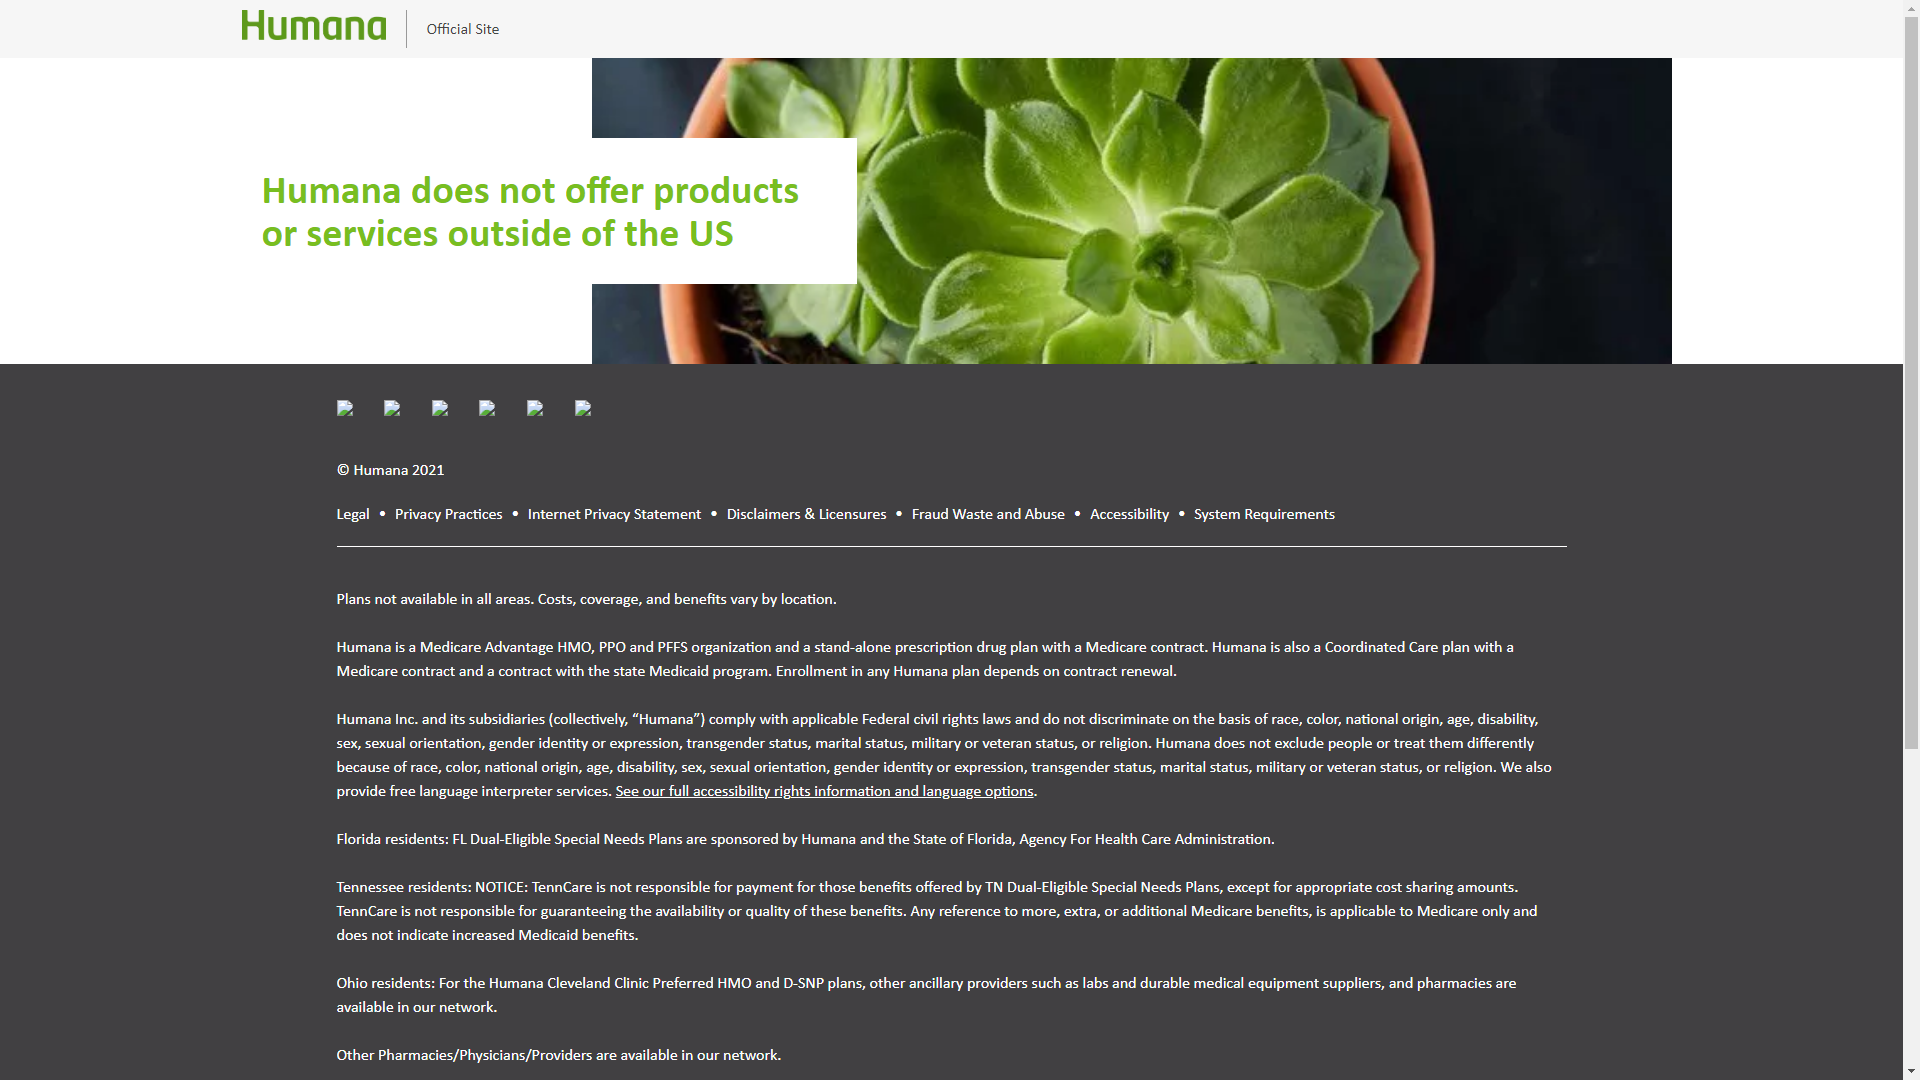 Humana
Official Site
Humana does not offer products
or services outside of the US
© Humana 2021
Legal • Privacy Practices • Internet Privacy Statement • Disclaimers & Licensures • Fraud Waste and Abuse • Accessibility • System Requirements
Plans not available in all areas. Costs, coverage, and benefits vary by location.
Humana is a Medicare Advantage HMO, PPO and PFFS organization and a stand-alone prescription drug plan with a Medicare contract. Humana is also a Coordinated Care plan with a
Medicare contract and a contract with the state Medicaid program. Enrollment in any Humana plan depends on contract renewal.
Humana Inc. and its subsidiaries (collectively, “Humana”) comply with applicable Federal civil rights laws and do not discriminate on the basis of race, color, national origin, age, disability,
sex, sexual orientation, gender identity or expression, transgender status, marital status, military or veteran status, or religion. Humana does not exclude people or treat them differently
because of race, color, national origin, age, disability, sex, sexual orientation, gender identity or expression, transgender status, marital status, military or veteran status, or religion. We also
provide free language interpreter services. See our full accessibility rights information and language options.
Florida residents: FL Dual-Eligible Special Needs Plans are sponsored by Humana and the State of Florida, Agency For Health Care Administration.
Tennessee residents: NOTICE: TennCare is not responsible for payment for those benefits offered by TN Dual-Eligible Special Needs Plans, except for appropriate cost sharing amounts.
TennCare is not responsible for guaranteeing the availability or quality of these benefits. Any reference to more, extra, or additional Medicare benefits, is applicable to Medicare only and
does not indicate increased Medicaid benefits.
Ohio residents: For the Humana Cleveland Clinic Preferred HMO and D-SNP plans, other ancillary providers such as labs and durable medical equipment suppliers, and pharmacies are
available in our network.
Other Pharmacies/Physicians/Providers are available in our network.